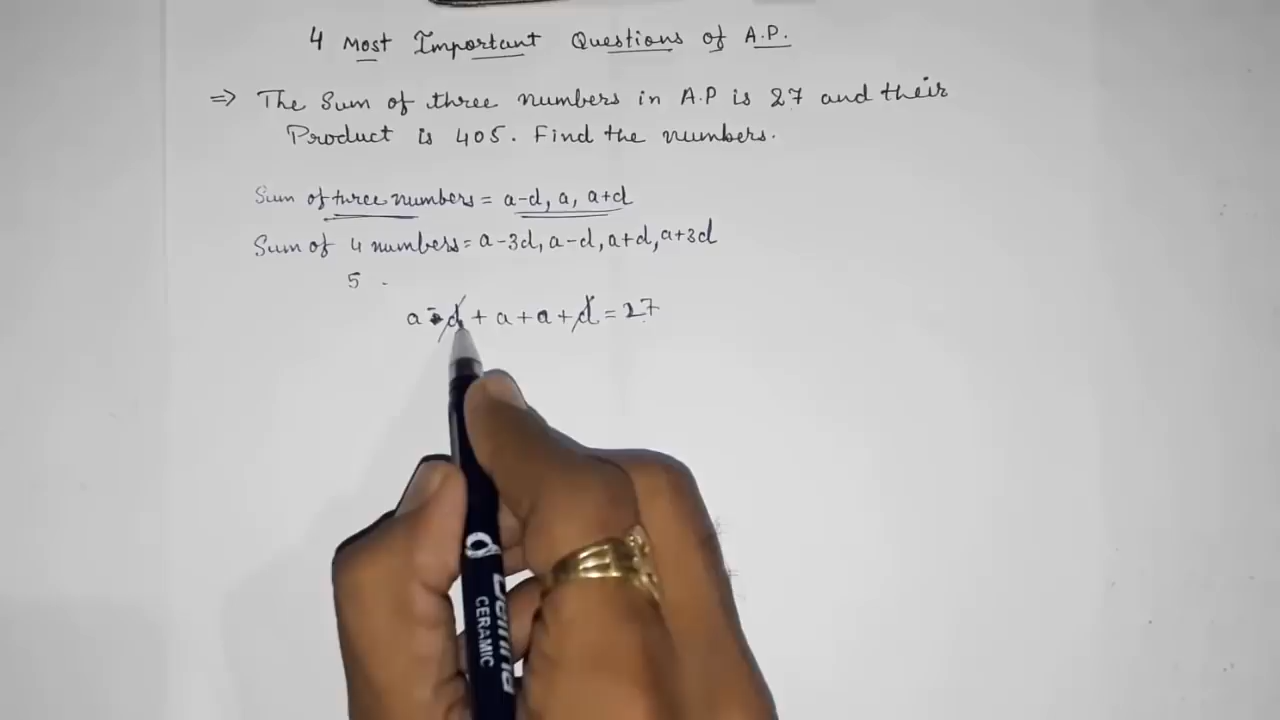 4 Most Important Questions of A.P.
=> The Sum of three numbers in A.P is 27 and their
Product is 405. Find the numbers.
Sum of three numbers = a-d, a, a+d
Sum of 4 numbers = a-3d, a-d, a+d, a+3d
5 .
a-d + a + a + d = 27
CERAMIC